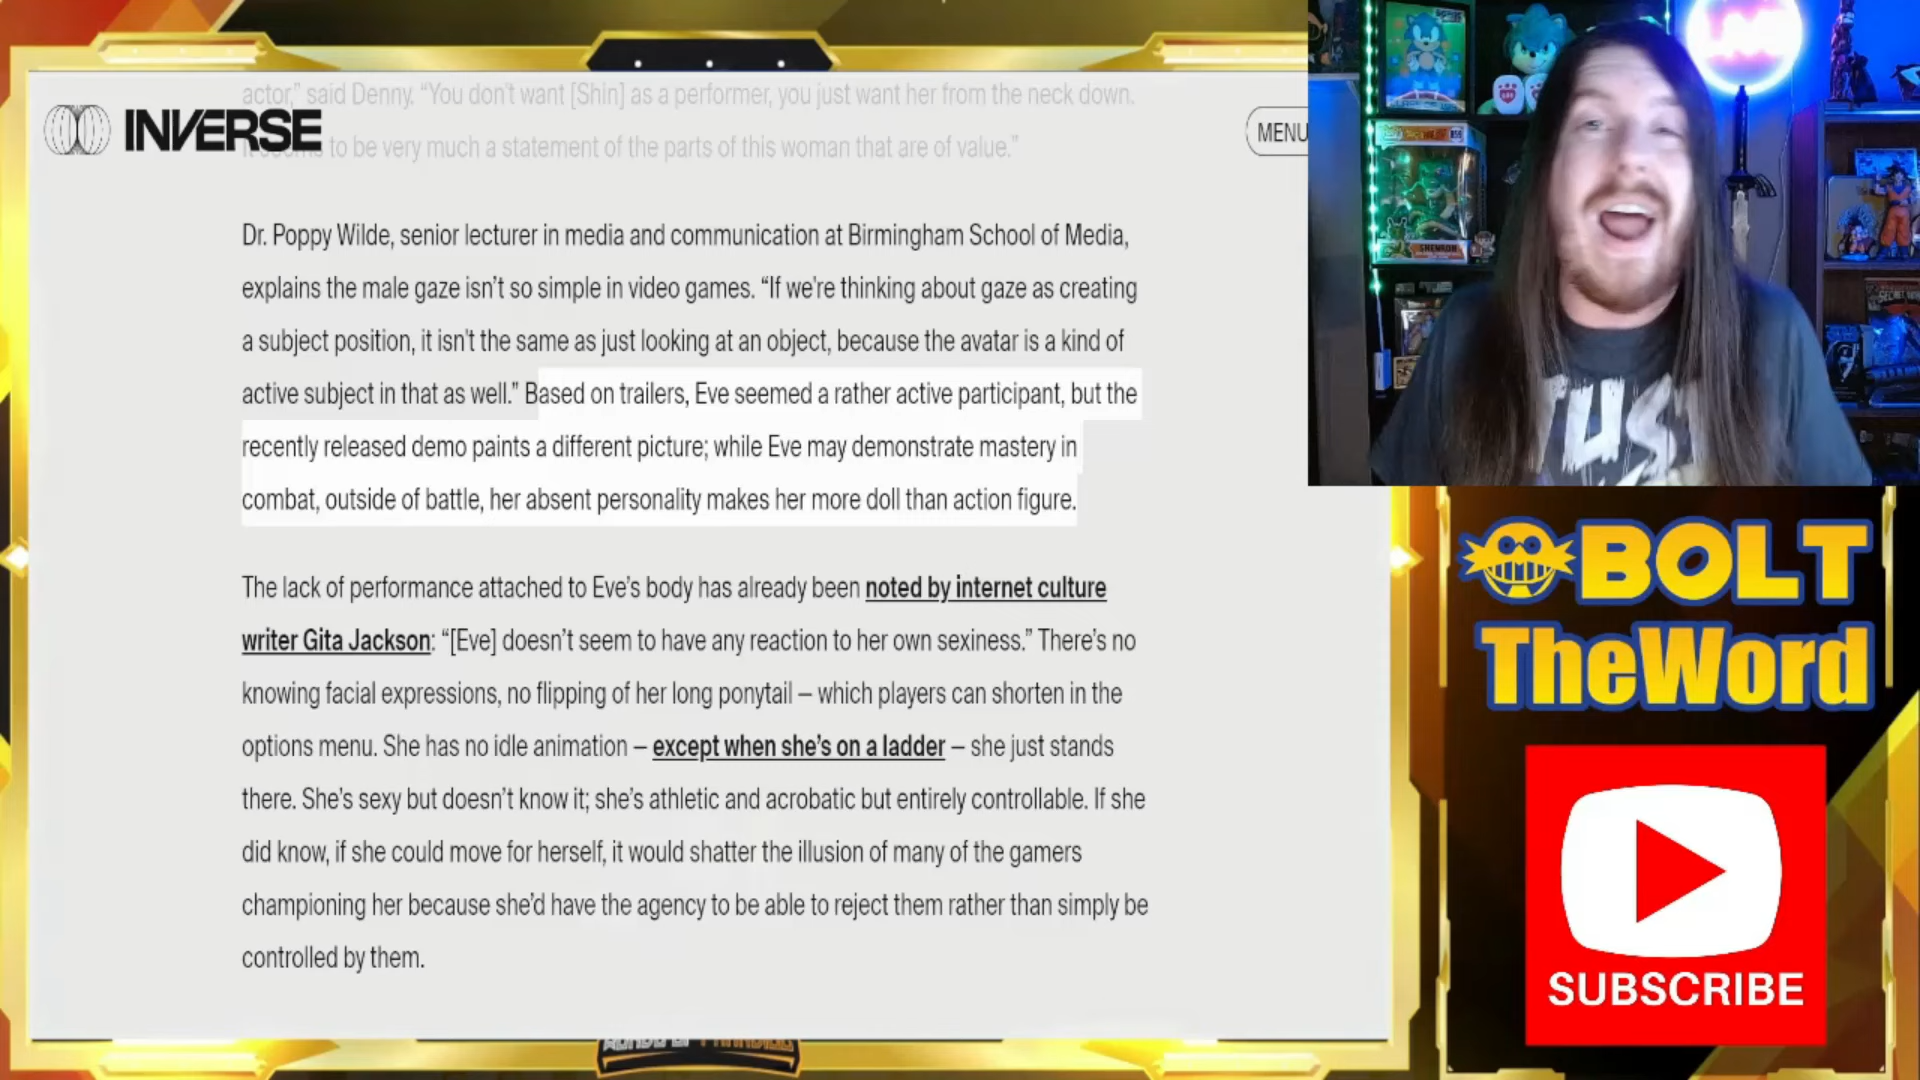 actor,” said Denny. “You don't want [Shin] as a performer, you just want her from the neck down.
to be very much a statement of the parts of this woman that are of value.”
INVERSE
MENU
Dr. Poppy Wilde, senior lecturer in media and communication at Birmingham School of Media,
explains the male gaze isn’t so simple in video games. “If we're thinking about gaze as creating
a subject position, it isn't the same as just looking at an object, because the avatar is a kind of
active subject in that as well.” Based on trailers, Eve seemed a rather active participant, but the
recently released demo paints a different picture; while Eve may demonstrate mastery in
combat, outside of battle, her absent personality makes her more doll than action figure.
The lack of performance attached to Eve’s body has already been noted by internet culture
writer Gita Jackson: “[Eve] doesn’t seem to have any reaction to her own sexiness.” There’s no
knowing facial expressions, no flipping of her long ponytail – which players can shorten in the
options menu. She has no idle animation – except when she’s on a ladder – she just stands
there. She’s sexy but doesn’t know it; she’s athletic and acrobatic but entirely controllable. If she
did know, if she could move for herself, it would shatter the illusion of many of the gamers
championing her because she’d have the agency to be able to reject them rather than simply be
controlled by them.
SHENRON
BOLT
TheWord
SUBSCRIBE